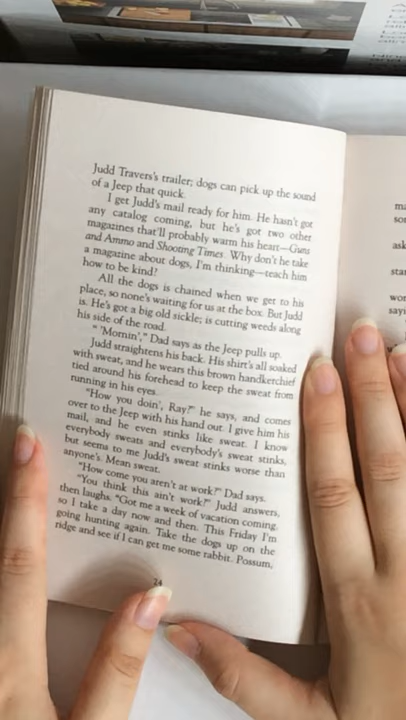 Judd Travers's trailer; dogs can pick up the sound
of a Jeep that quick.
I get Judd's mail ready for him. He hasn't got
any catalog coming, but he's got two other
magazines that'll probably warm his heart—Guns
and Ammo and Shooting Times. Why don't he take
a magazine about dogs, I'm thinking—teach him
how to be kind?
All the dogs is chained when we get to his
place, so none's waiting for us at the box. But Judd
is. He's got a big old sickle; is cutting weeds along
his side of the road.
"'Mornin'," Dad says as the Jeep pulls up.
Judd straightens his back. His shirt's all soaked
with sweat, and he wears this brown handkerchief
tied around his forehead to keep the sweat from
running in his eyes.
"How you doin', Ray?" he says, and comes
over to the Jeep with his hand out. I give him his
mail, and he even stinks like sweat. I know
everybody sweats and everybody's sweat stinks,
but seems to me Judd's sweat stinks worse than
anyone's. Mean sweat.
"How come you aren't at work?" Dad says.
"You think this ain't work?" Judd answers,
then laughs. "Got me a week of vacation coming,
so I take a day now and then. This Friday I'm
going hunting again. Take the dogs up on the
ridge and see if I can get me some rabbit. Possum,
24